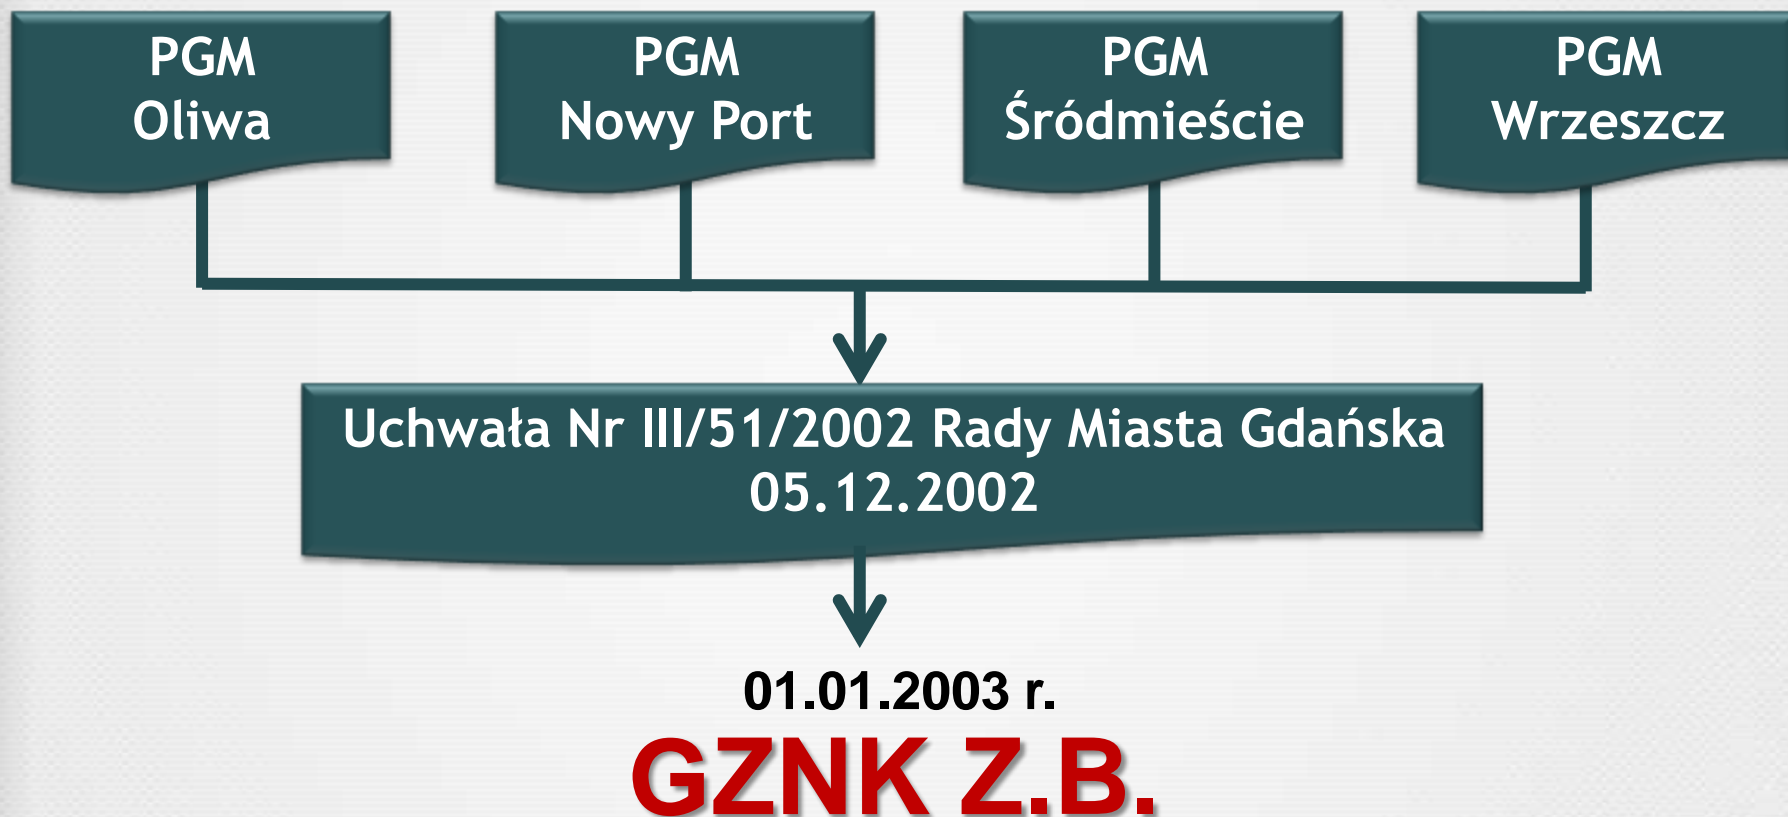 PGM
Oliwa
PGM
Nowy Port
PGM
Śródmieście
PGM
Wrzeszcz
Uchwała Nr III/51/2002 Rady Miasta Gdańska
05.12.2002
01.01.2003 r.
GZNK Z.B.